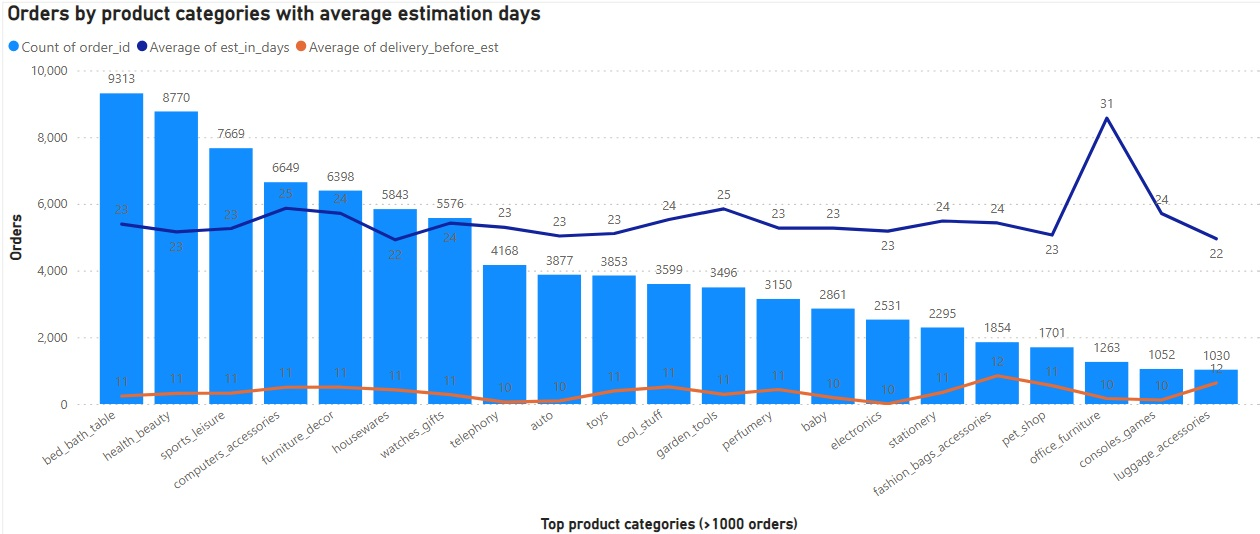 Orders by product categories with average estimation days
Count of order_id Average of est_in_days Average of delivery_before_est
10,000
8,000
6,000
4,000
2,000
0
Orders
9313 8770 7669 6649 6398 5843 5576 4168 3877 3853 3599 3496 3150 2861 2531 2295 1854 1701 1263 1052 1030
23 23 23 25 24 22 24 23 23 23 24 25 23 23 23 24 24 23 31 24 22
11 11 11 11 11 11 11 10 10 11 11 11 11 10 10 11 12 11 10 10 12
bed_bath_table health_beauty sports_leisure computers_accessories furniture_decor housewares watches_gifts telephony auto toys cool_stuff garden_tools perfumery baby electronics stationery fashion_bags_accessories pet_shop office_furniture consoles_games luggage_accessories
Top product categories (>1000 orders)